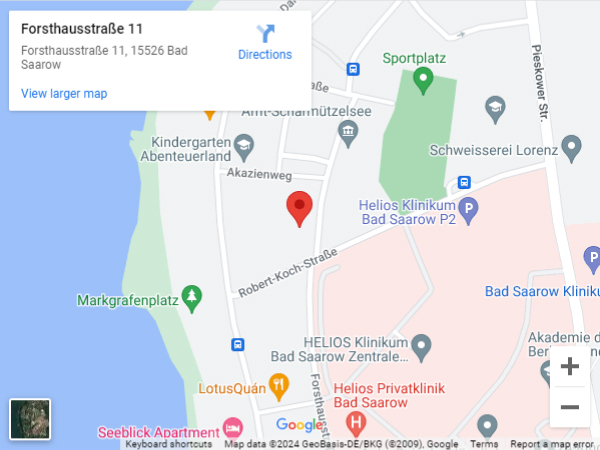 Forsthausstraße 11
Forsthausstraße 11, 15526 Bad
Saarow
Directions
View larger map
Sportplatz
Pieskower Str.
Amt-Scharmützelsee
Kindergarten
Abenteuerland
Schweisserei Lorenz
Akazienweg
P
Helios Klinikum
Bad Saarow P2
P
Robert-Koch-Straße
Bad Saarow Klinik
Markgrafenplatz
HELIOS Klinikum
Bad Saarow Zentrale...
Akademie d
LotusQuán
Forthausst
Helios Privatklinik
Bad Saarow
H
Google
Seeblick Apartment
Keyboard shortcuts
Map data ©2024 GeoBasis-DE/BKG (©2009), Google
Terms
Report a map error